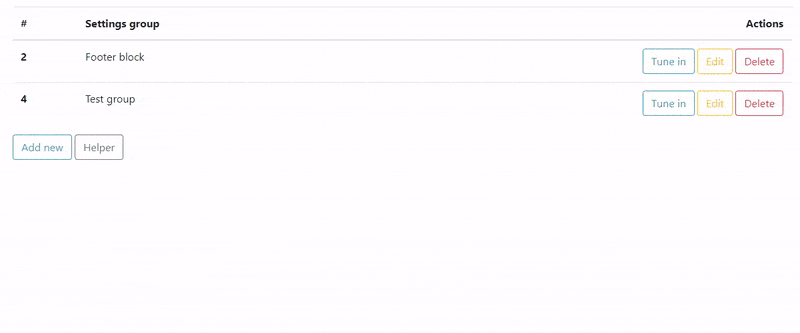 # Settings group Actions
2 Footer block Tune in Edit Delete
4 Test group Tune in Edit Delete
Add new Helper